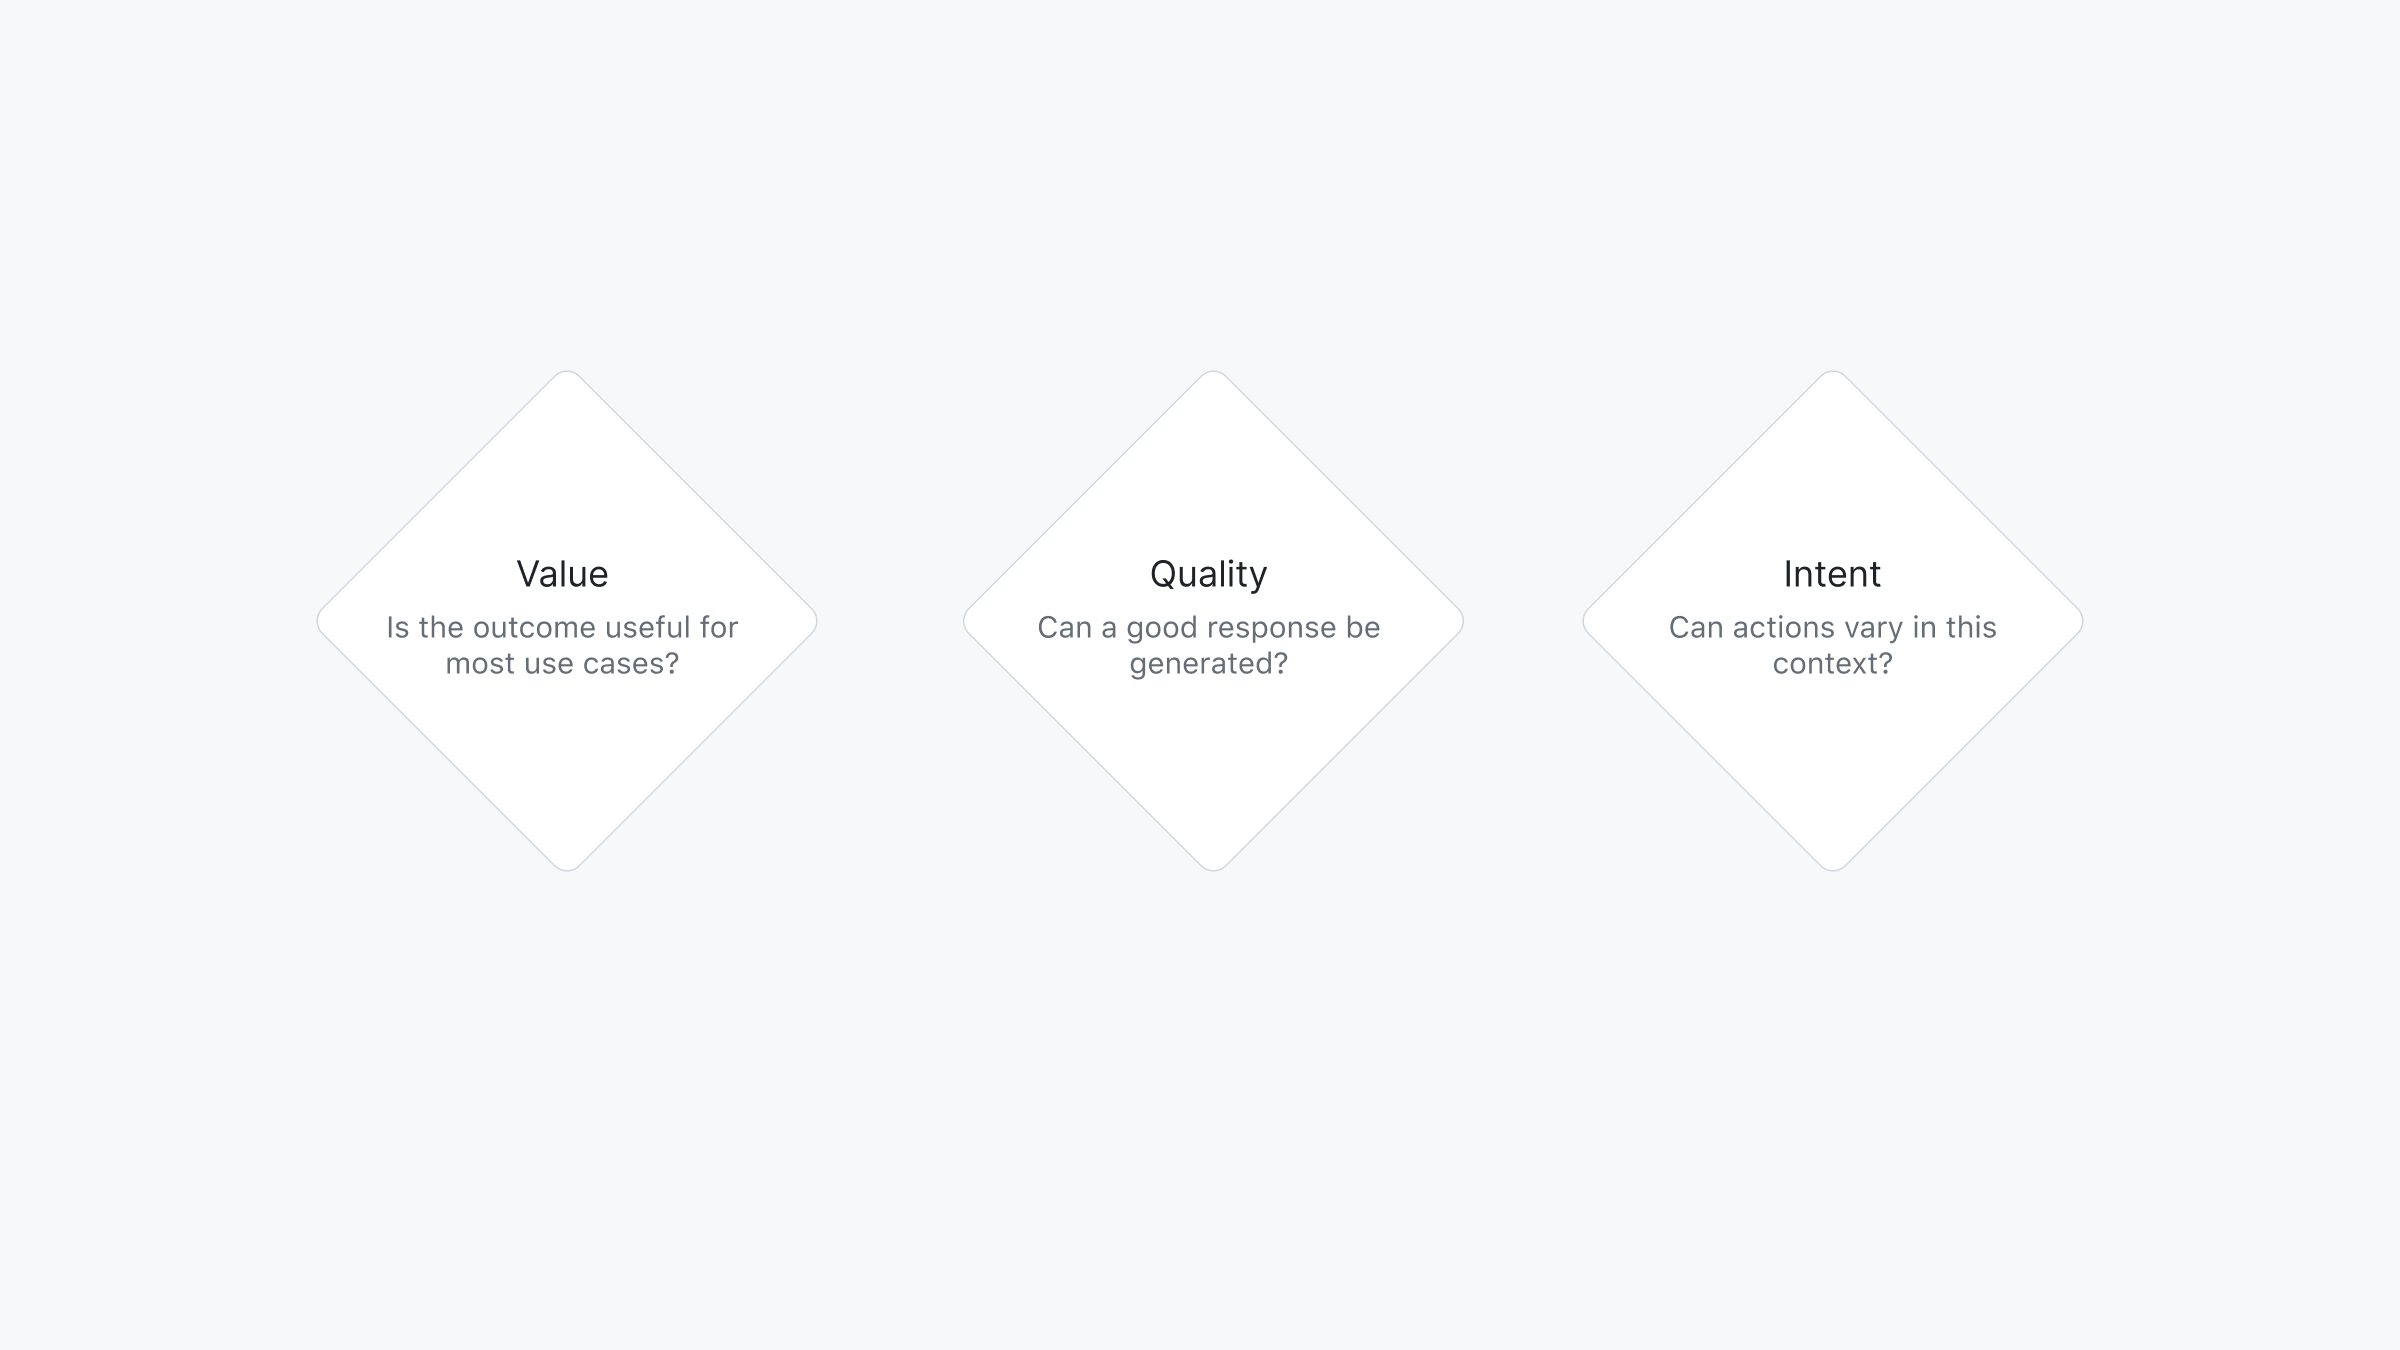 Value
Is the outcome useful for
most use cases?
Quality
Can a good response be
generated?
Intent
Can actions vary in this
context?